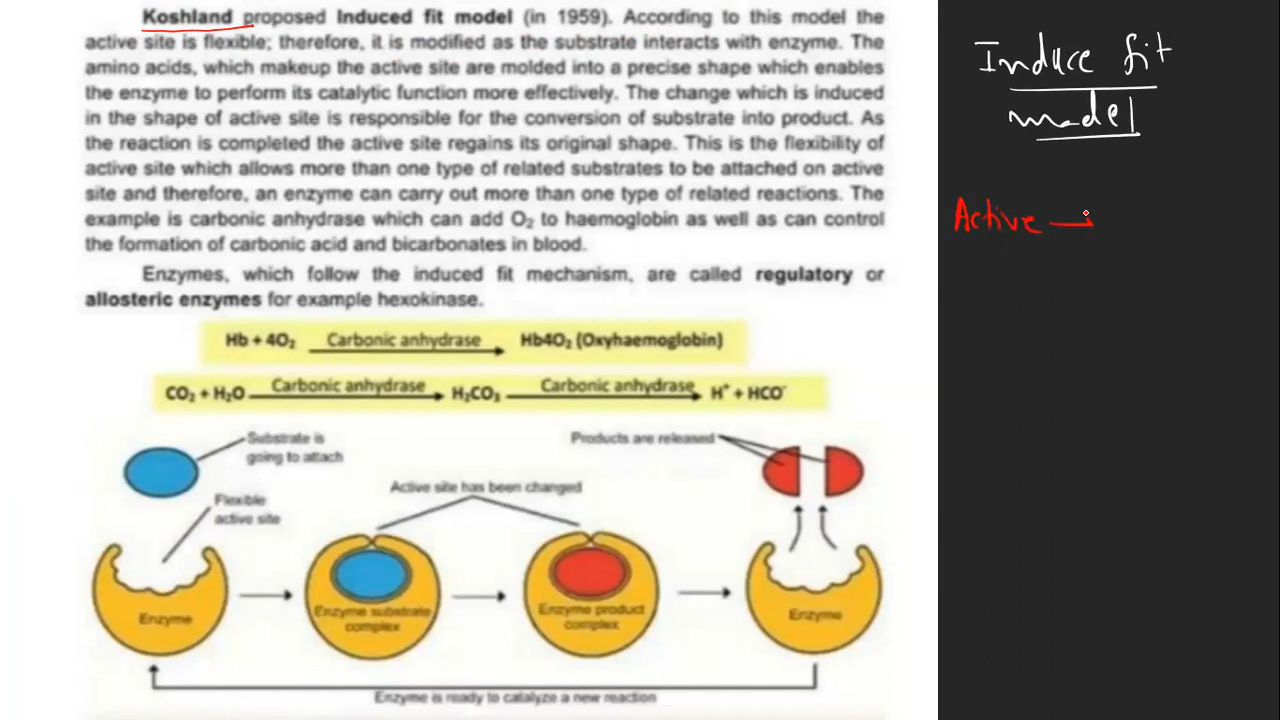 Koshland proposed Induced fit model (in 1959). According to this model the
active site is flexible; therefore, it is modified as the substrate interacts with enzyme. The
amino acids, which makeup the active site are molded into a precise shape which enables
the enzyme to perform its catalytic function more effectively. The change which is induced
in the shape of active site is responsible for the conversion of substrate into product. As
the reaction is completed the active site regains its original shape. This is the flexibility of
active site which allows more than one type of related substrates to be attached on active
site and therefore, an enzyme can carry out more than one type of related reactions. The
example is carbonic anhydrase which can add O₂ to haemoglobin as well as can control
the formation of carbonic acid and bicarbonates in blood.
Enzymes, which follow the induced fit mechanism, are called regulatory or
allosteric enzymes for example hexokinase.
Hb + 4O₂ Carbonic anhydrase Hb4O₂ (Oxyhaemoglobin)
CO₂ + H₂O Carbonic anhydrase H₂CO₃ Carbonic anhydrase H⁺ + HCO⁻
Substrate is
going to attach
Products are released
Active site has been changed
Flexible
active site
Enzyme
Enzyme substrate
complex
Enzyme product
complex
Enzyme
Enzyme is ready to catalyze a new reaction
Induce fit
model
Active →